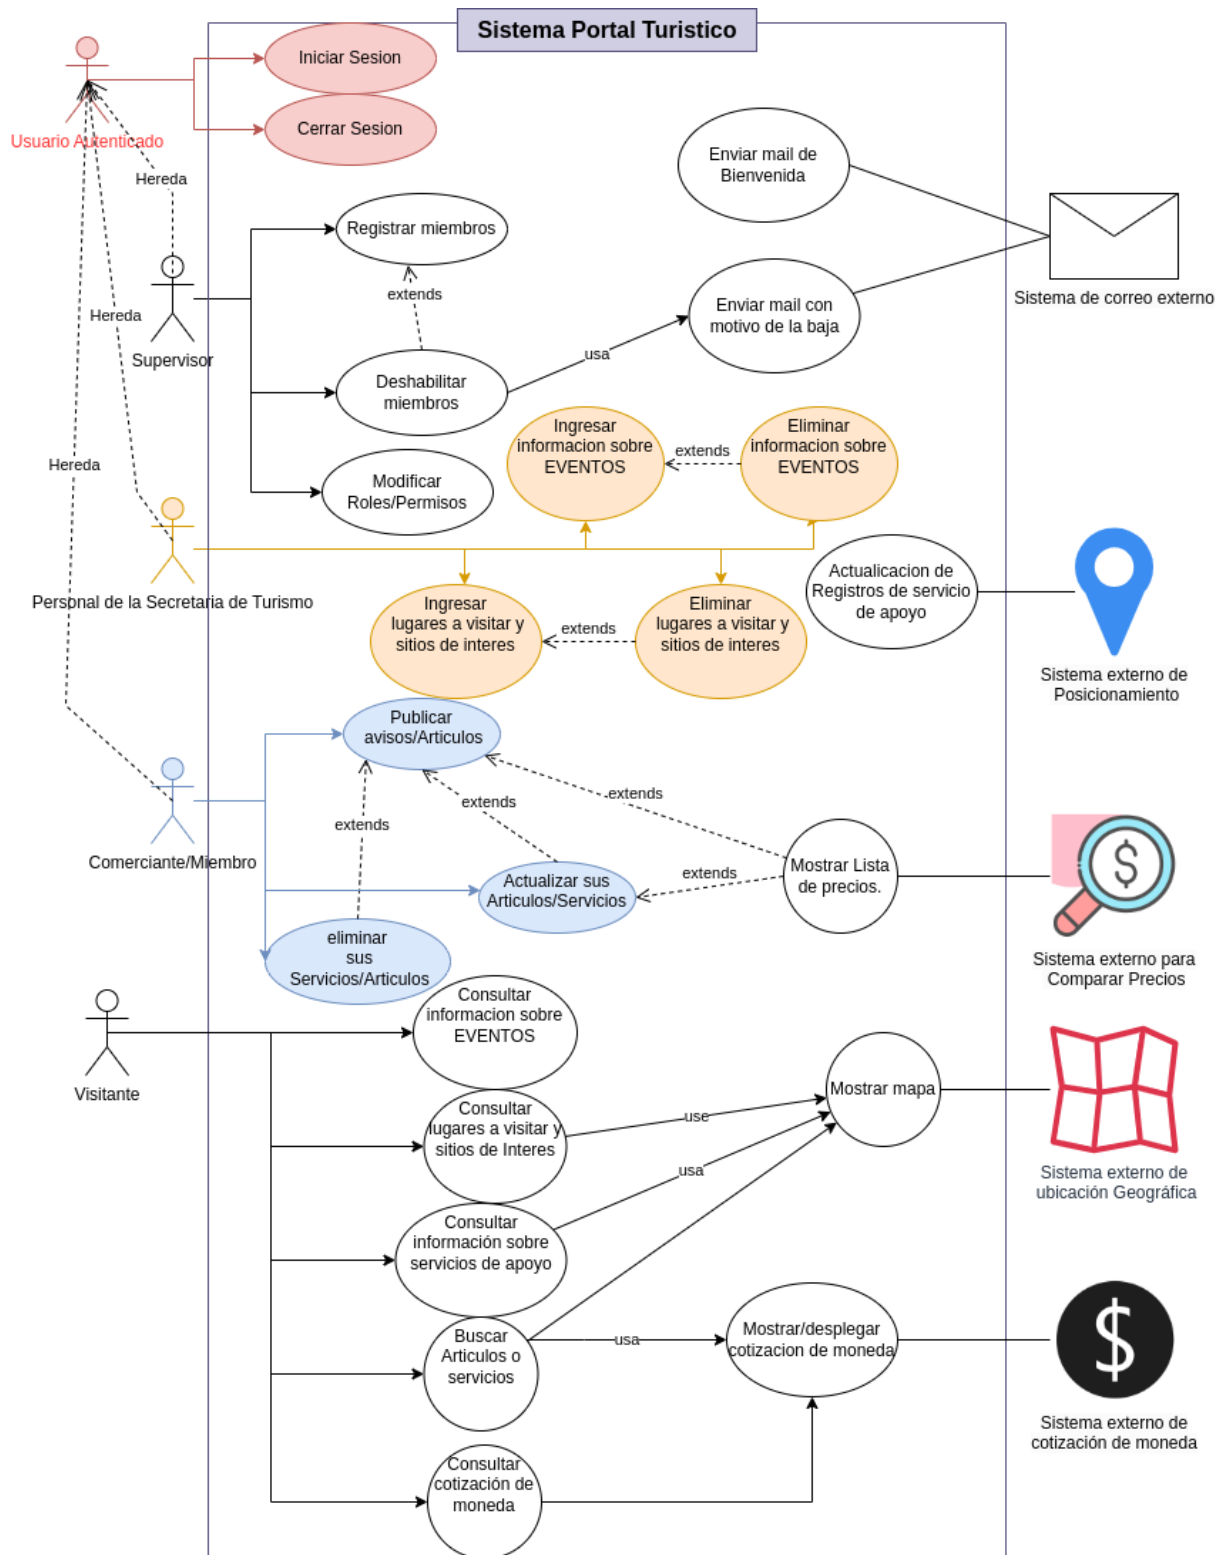 Sistema Portal Turistico
Iniciar Sesion
Cerrar Sesion
Usuario Autenticado
Hereda
Enviar mail de
Bienvenida
Registrar miembros
extends
Sistema de correo externo
Hereda
Enviar mail con
motivo de la baja
usa
Supervisor
Deshabilitar
miembros
Ingresar
informacion sobre
EVENTOS
extends
Eliminar
informacion sobre
EVENTOS
Hereda
Modificar
Roles/Permisos
Personal de la Secretaria de Turismo
Ingresar
lugares a visitar y
sitios de interes
extends
Eliminar
lugares a visitar y
sitios de interes
Actualicacion de
Registros de servicio
de apoyo
Sistema externo de
Posicionamiento
Publicar
avisos/Articulos
extends
extends
extends
Comerciante/Miembro
Actualizar sus
Articulos/Servicios
extends
Mostrar Lista
de precios.
eliminar
sus
Servicios/Articulos
Sistema externo para
Comparar Precios
Consultar
informacion sobre
EVENTOS
Visitante
Consultar
lugares a visitar y
sitios de Interes
use
Mostrar mapa
usa
Sistema externo de
ubicación Geográfica
Consultar
información sobre
servicios de apoyo
Buscar
Articulos o
servicios
usa
Mostrar/desplegar
cotizacion de moneda
Sistema externo de
cotización de moneda
Consultar
cotización de
moneda